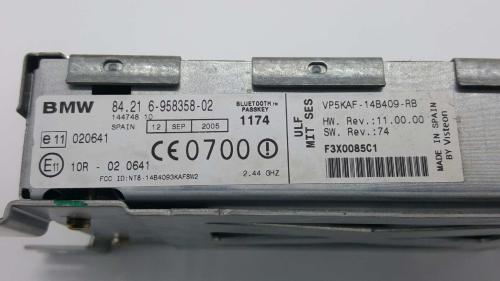 BMW 84.21 6-958358-02
144748 10
SPAIN 12 SEP 2005
BLUETOOTH TM
PASSKEY
1174
e11 020641
CE0700
E11 10R - 02 0641
FCC ID:NT8-14B4093KAFSW2 2.44 GHZ
ULF
MIT SES
VP5KAF-14B409-RB
HW. Rev.: 11.00.00
SW. Rev.: 74
F3X0085C1
MADE IN SPAIN
BY Visteon